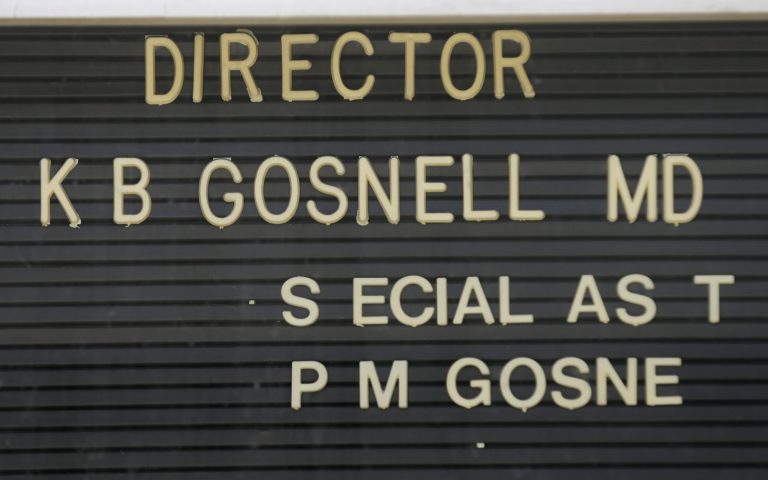 DIRECTOR
K B GOSNELL MD
S ECIAL AS T
P M GOSNE